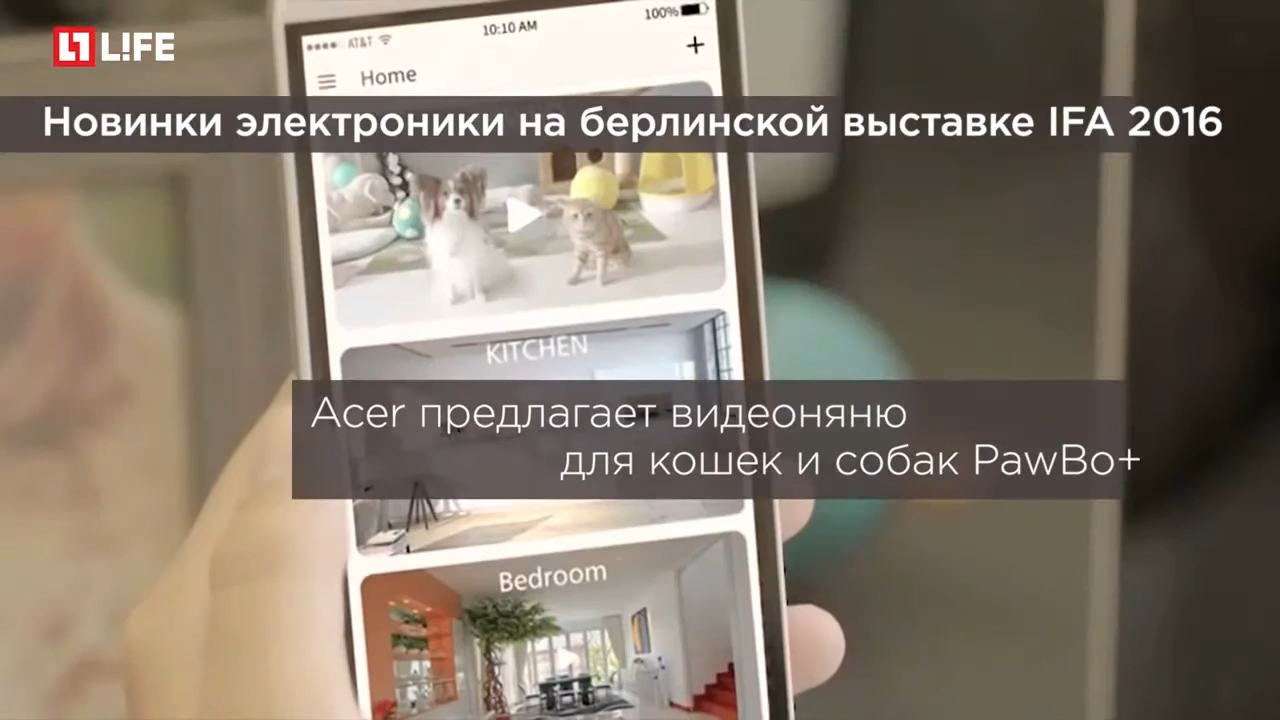 L!FE
AT&T
10:10 AM
100%
Home
+
Новинки электроники на берлинской выставке IFA 2016
KITCHEN
Acer предлагает видеоняню
для кошек и собак PawBo+
Bedroom